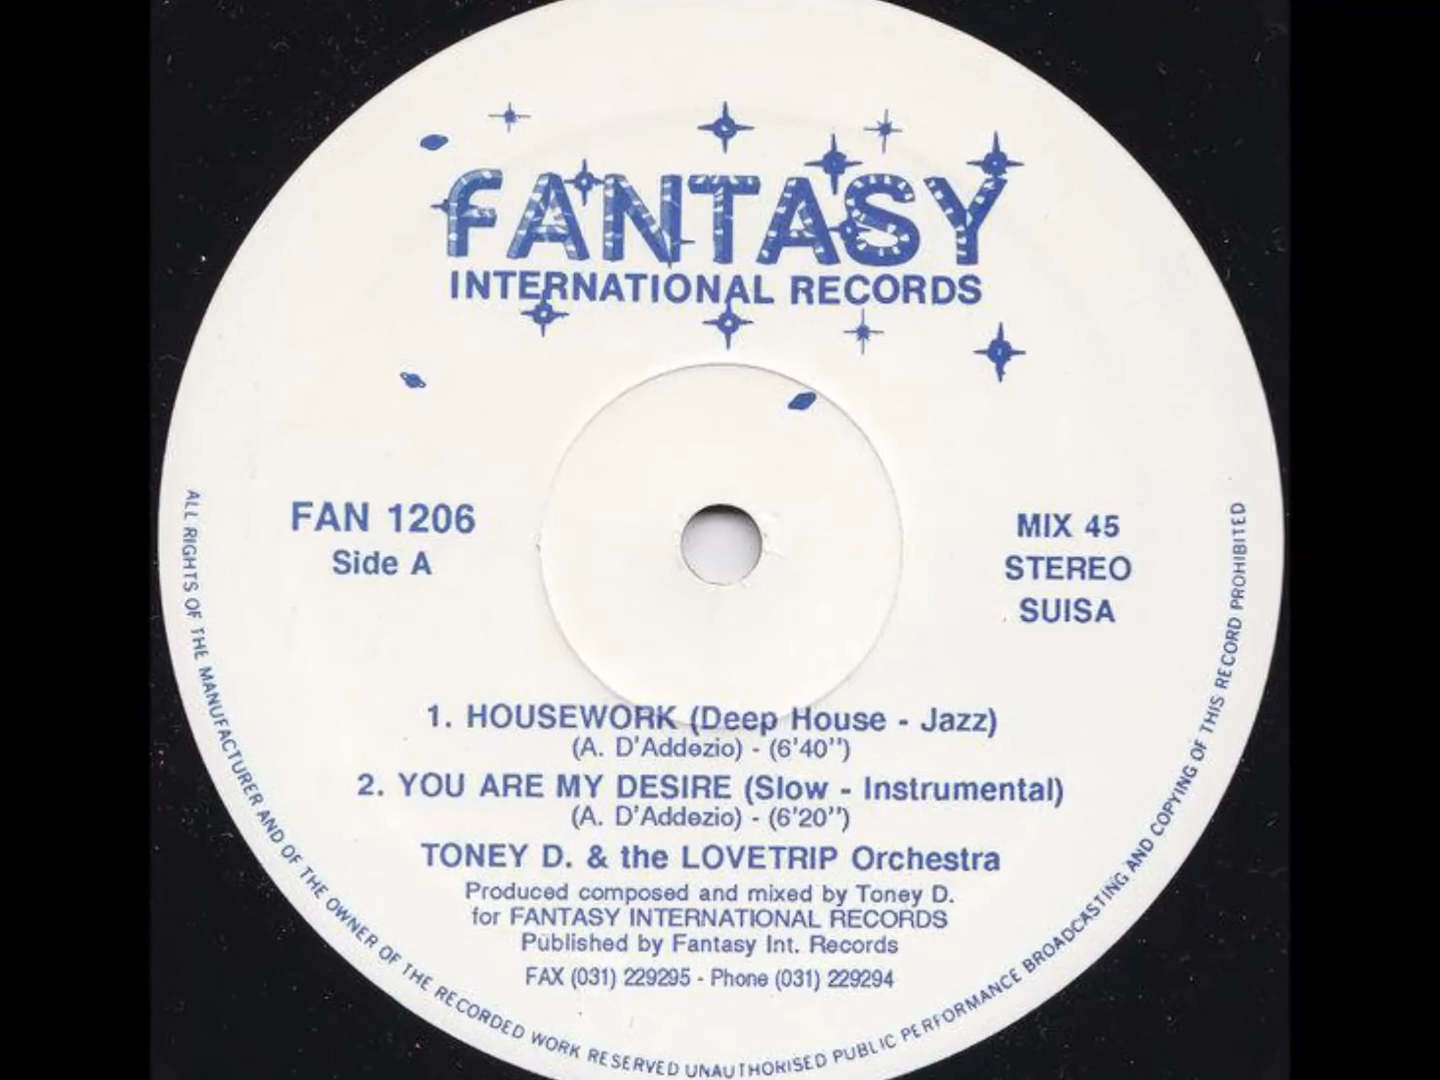 FANTASY
INTERNATIONAL RECORDS
FAN 1206
Side A
MIX 45
STEREO
SUISA
1. HOUSEWORK (Deep House - Jazz)
(A. D'Addezio) - (6'40'')
2. YOU ARE MY DESIRE (Slow - Instrumental)
(A. D'Addezio) - (6'20'')
TONEY D. & the LOVETRIP Orchestra
Produced composed and mixed by Toney D.
for FANTASY INTERNATIONAL RECORDS
Published by Fantasy Int. Records
FAX (031) 229295 - Phone (031) 229294
ALL RIGHTS OF THE MANUFACTURER AND OF THE OWNER OF THE RECORDED WORK RESERVED UNAUTHORISED PUBLIC PERFORMANCE BROADCASTING AND COPYING OF THIS RECORD PROHIBITED